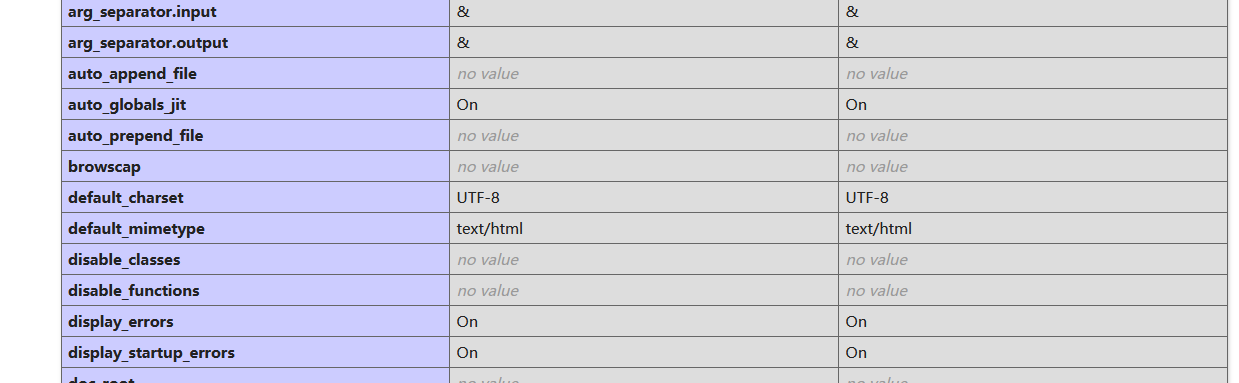 arg_separator.input & &
arg_separator.output & &
auto_append_file no value no value
auto_globals_jit On On
auto_prepend_file no value no value
browscap no value no value
default_charset UTF-8 UTF-8
default_mimetype text/html text/html
disable_classes no value no value
disable_functions no value no value
display_errors On On
display_startup_errors On On
doc_root no value no value